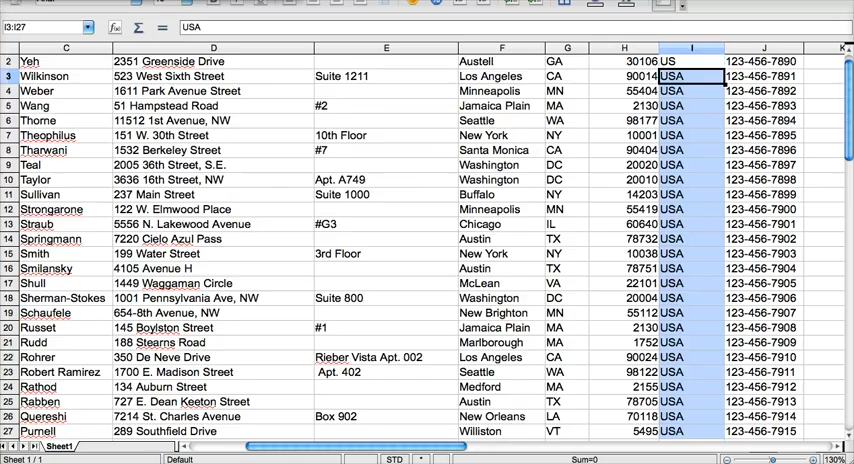 I3:I27 USA
C D E F G H I J K
2 Yeh 2351 Greenside Drive Austell GA 30106 US 123-456-7890
3 Wilkinson 523 West Sixth Street Suite 1211 Los Angeles CA 90014 USA 123-456-7891
4 Weber 1611 Park Avenue Street Minneapolis MN 55404 USA 123-456-7892
5 Wang 51 Hampstead Road #2 Jamaica Plain MA 2130 USA 123-456-7893
6 Thorne 11512 1st Avenue, NW Seattle WA 98177 USA 123-456-7894
7 Theophilus 151 W. 30th Street 10th Floor New York NY 10001 USA 123-456-7895
8 Tharwani 1532 Berkeley Street #7 Santa Monica CA 90404 USA 123-456-7896
9 Teal 2005 36th Street, S.E. Washington DC 20020 USA 123-456-7897
10 Taylor 3636 16th Street, NW Apt. A749 Washington DC 20010 USA 123-456-7898
11 Sullivan 237 Main Street Suite 1000 Buffalo NY 14203 USA 123-456-7899
12 Strongarone 122 W. Elmwood Place Minneapolis MN 55419 USA 123-456-7900
13 Straub 5556 N. Lakewood Avenue #G3 Chicago IL 60640 USA 123-456-7901
14 Springmann 7220 Cielo Azul Pass Austin TX 78732 USA 123-456-7902
15 Smith 199 Water Street 3rd Floor New York NY 10038 USA 123-456-7903
16 Smilansky 4105 Avenue H Austin TX 78751 USA 123-456-7904
17 Shull 1449 Waggaman Circle McLean VA 22101 USA 123-456-7905
18 Sherman-Stokes 1001 Pennsylvania Ave, NW Suite 800 Washington DC 20004 USA 123-456-7906
19 Schaufele 654-8th Avenue, NW New Brighton MN 55112 USA 123-456-7907
20 Russet 145 Boylston Street #1 Jamaica Plain MA 2130 USA 123-456-7908
21 Rudd 188 Stearns Road Marlborough MA 1752 USA 123-456-7909
22 Rohrer 350 De Neve Drive Rieber Vista Apt. 002 Los Angeles CA 90024 USA 123-456-7910
23 Robert Ramirez 1700 E. Madison Street Apt. 402 Seattle WA 98122 USA 123-456-7911
24 Rathod 134 Auburn Street Medford MA 2155 USA 123-456-7912
25 Rabben 727 E. Dean Keeton Street Austin TX 78705 USA 123-456-7913
26 Quereshi 7214 St. Charles Avenue Box 902 New Orleans LA 70118 USA 123-456-7914
27 Purnell 289 Southfield Drive Williston VT 5495 USA 123-456-7915
Sheet1
Sheet 1 / 1 Default STD * Sum=0 130%